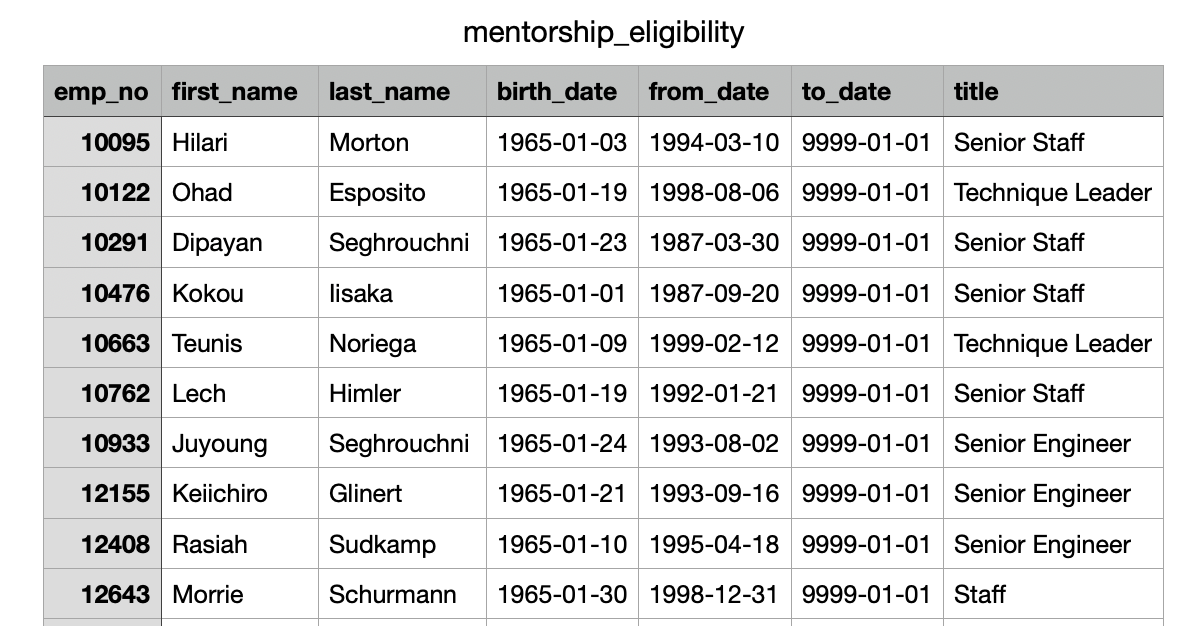 mentorship_eligibility
emp_no first_name last_name birth_date from_date to_date title
10095 Hilari Morton 1965-01-03 1994-03-10 9999-01-01 Senior Staff
10122 Ohad Esposito 1965-01-19 1998-08-06 9999-01-01 Technique Leader
10291 Dipayan Seghrouchni 1965-01-23 1987-03-30 9999-01-01 Senior Staff
10476 Kokou Iisaka 1965-01-01 1987-09-20 9999-01-01 Senior Staff
10663 Teunis Noriega 1965-01-09 1999-02-12 9999-01-01 Technique Leader
10762 Lech Himler 1965-01-19 1992-01-21 9999-01-01 Senior Staff
10933 Juyoung Seghrouchni 1965-01-24 1993-08-02 9999-01-01 Senior Engineer
12155 Keiichiro Glinert 1965-01-21 1993-09-16 9999-01-01 Senior Engineer
12408 Rasiah Sudkamp 1965-01-10 1995-04-18 9999-01-01 Senior Engineer
12643 Morrie Schurmann 1965-01-30 1998-12-31 9999-01-01 Staff